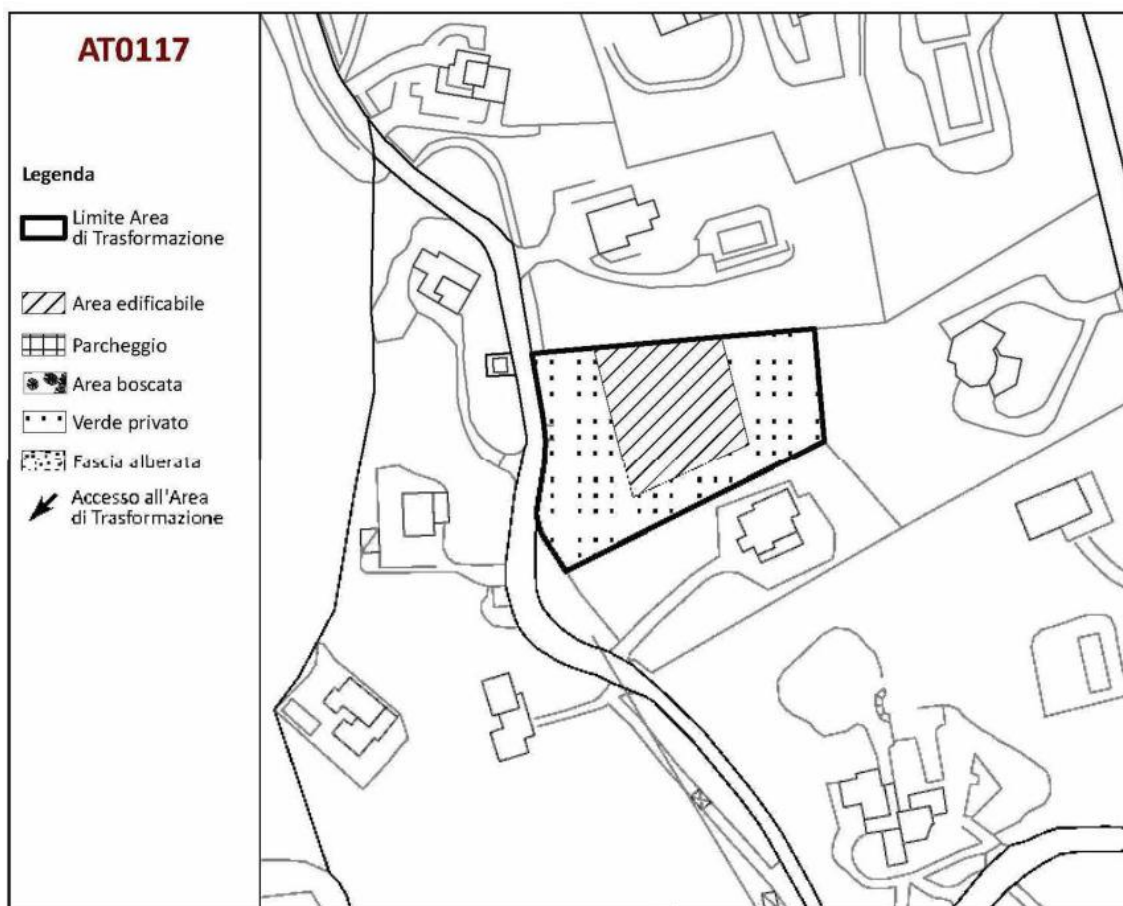 AT0117
Legenda
Limite Area
di Trasformazione
Area edificabile
Parcheggio
Area boscata
Verde privato
Fascia alberata
Accesso all'Area
di Trasformazione